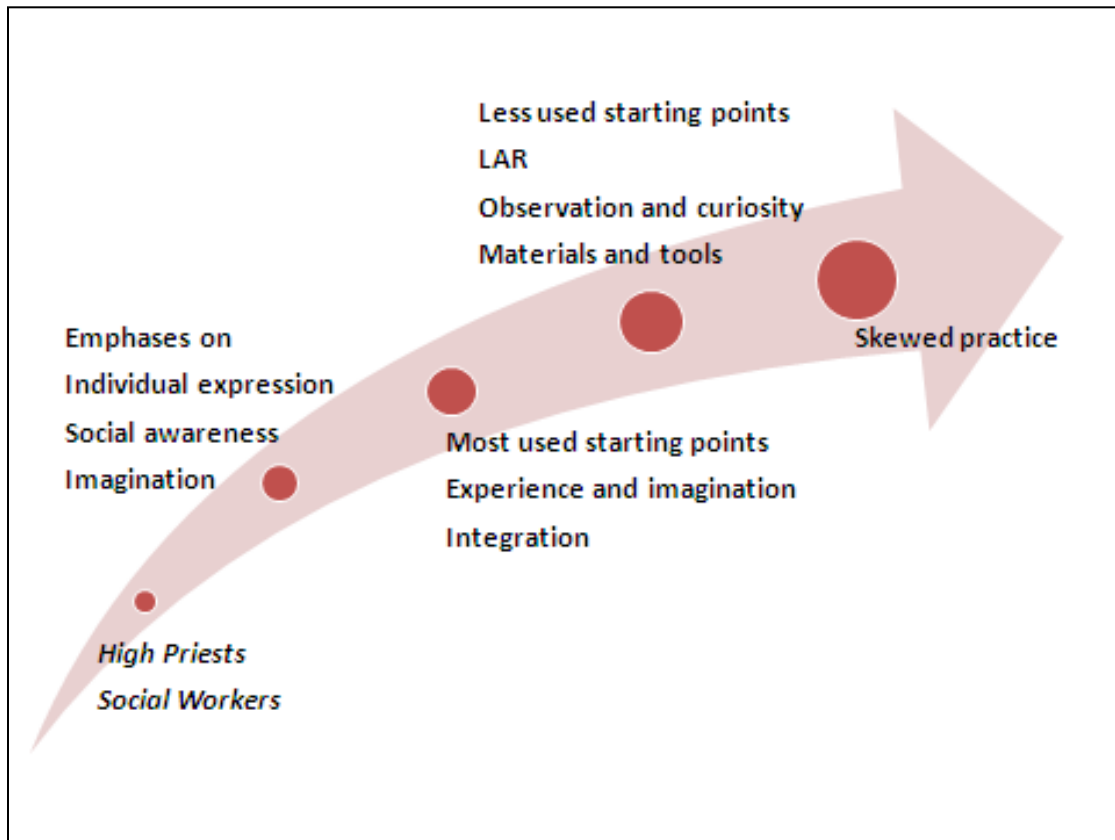 Less used starting points
LAR
Observation and curiosity
Materials and tools
Skewed practice
Emphases on
Individual expression
Social awareness
Imagination
Most used starting points
Experience and imagination
Integration
High Priests
Social Workers